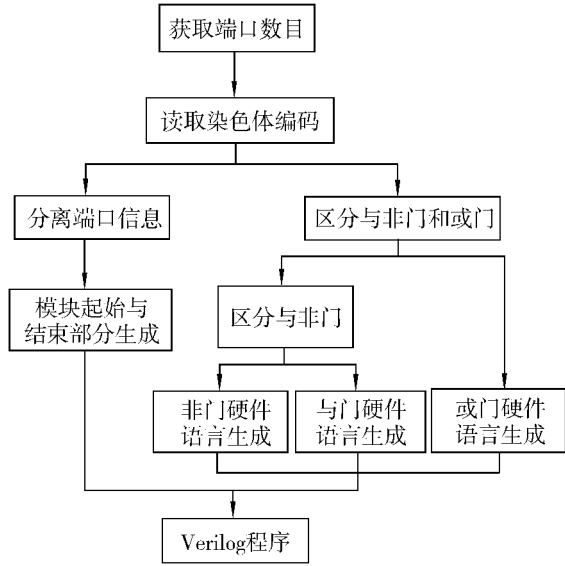 获取端口数目
读取染色体编码
分离端口信息
区分与非门和或门
模块起始与
结束部分生成
区分与非门
非门硬件
语言生成
与门硬件
语言生成
或门硬件
语言生成
Verilog程序